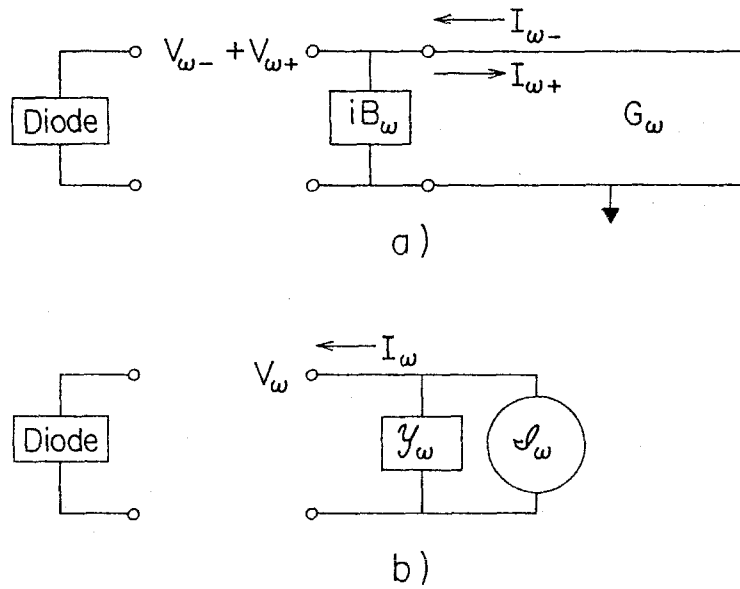 I_ω-
V_ω- + V_ω+
I_ω+
Diode
iB_ω
G_ω
a)
I_ω
V_ω
Diode
𝒴_ω
ℐ_ω
b)